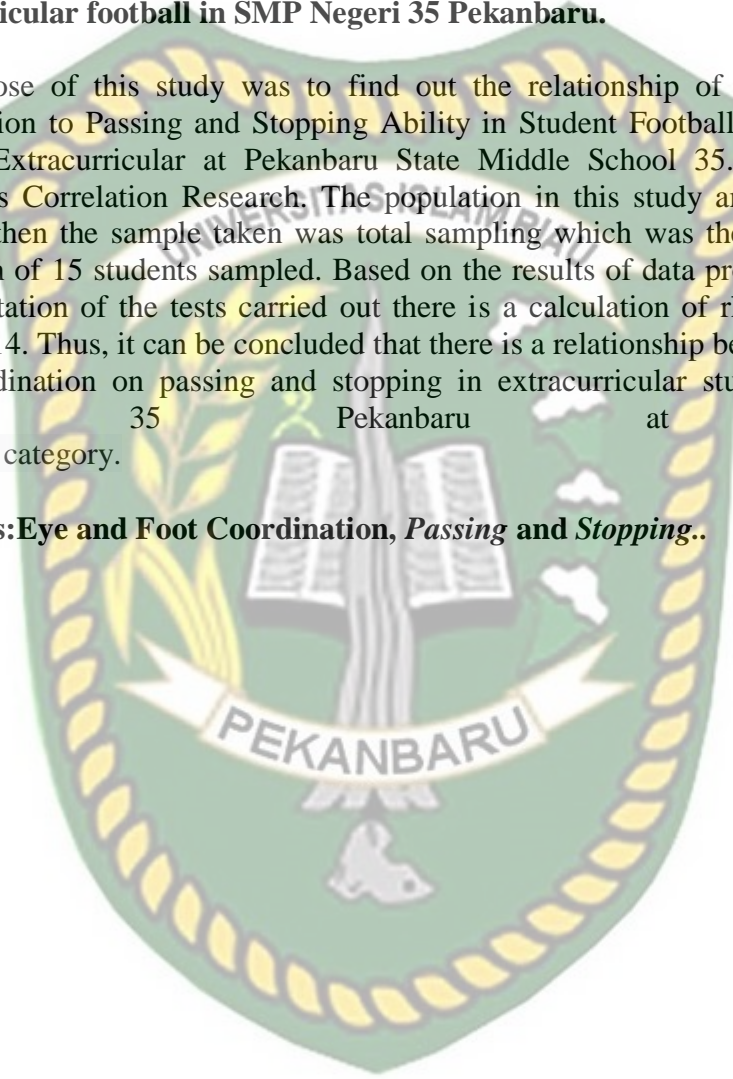 icular football in SMP Negeri 35 Pekanbaru.
ose of this study was to find out the relationship of
ion to Passing and Stopping Ability in Student Football
Extracurricular at Pekanbaru State Middle School 35.
s Correlation Research. The population in this study a
then the sample taken was total sampling which was the
n of 15 students sampled. Based on the results of data pro
tation of the tests carried out there is a calculation of r
14. Thus, it can be concluded that there is a relationship be
dination on passing and stopping in extracurricular stu
35 Pekanbaru at
category.
s:Eye and Foot Coordination, Passing and Stopping..
UNIVERSITAS ISLAM RIAU
PEKANBARU